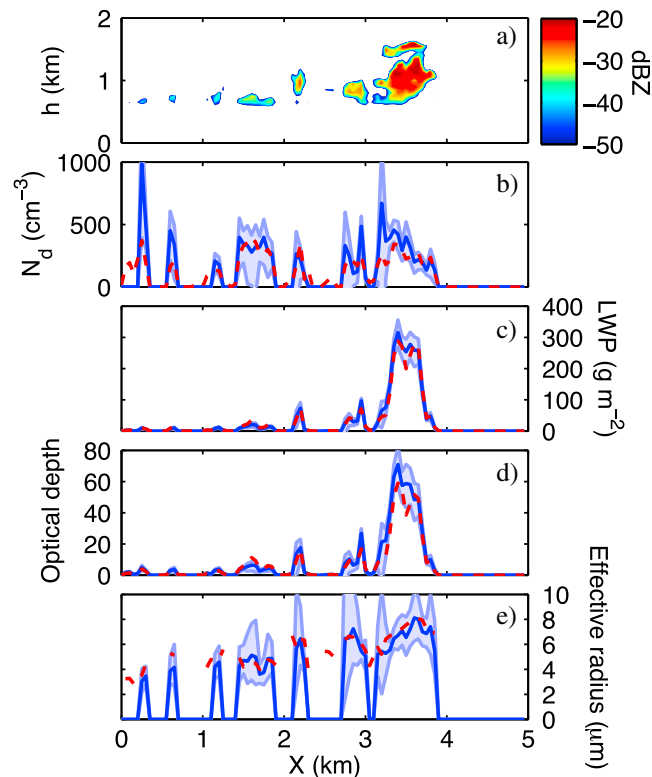 a)
2
1
0
h (km)
−20
−30
−40
−50
dBZ
b)
1000
500
0
N_d (cm⁻³)
c)
400
300
200
100
0
LWP (g m⁻²)
d)
80
60
40
20
0
Optical depth
e)
10
8
6
4
2
0
Effective radius (μm)
0 1 2 3 4 5
X (km)